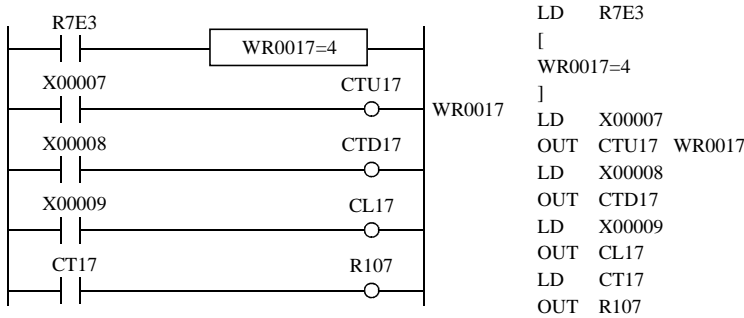 R7E3
WR0017=4
X00007 CTU17
WR0017
X00008 CTD17
X00009 CL17
CT17 R107
LD R7E3
[
WR0017=4
]
LD X00007
OUT CTU17 WR0017
LD X00008
OUT CTD17
LD X00009
OUT CL17
LD CT17
OUT R107